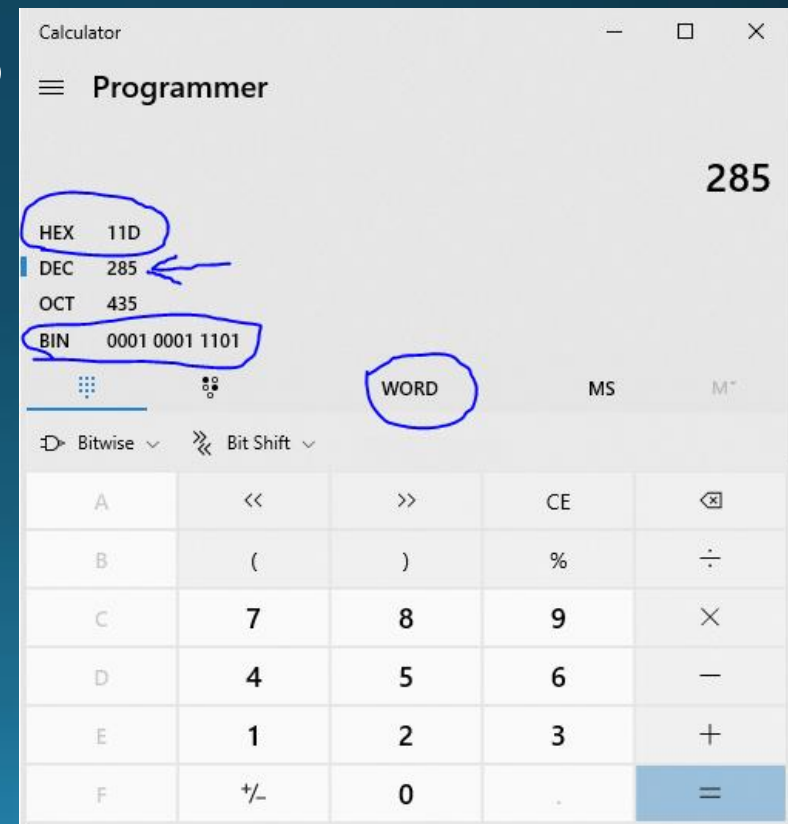 Calculator
Programmer
285
HEX 11D
DEC 285
OCT 435
BIN 0001 0001 1101
WORD MS M˅
Bitwise Bit Shift
A << >> CE
B ( ) % ÷
C 7 8 9 ×
D 4 5 6 −
E 1 2 3 +
F +/− 0 . =